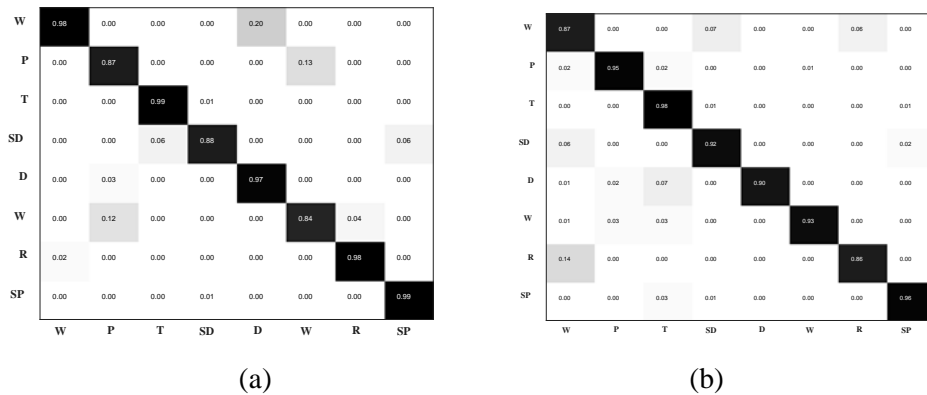 W 0.98 0.00 0.00 0.00 0.20 0.00 0.00 0.00
P 0.00 0.87 0.00 0.00 0.00 0.13 0.00 0.00
T 0.00 0.00 0.99 0.01 0.00 0.00 0.00 0.00
SD 0.00 0.00 0.06 0.88 0.00 0.00 0.00 0.06
D 0.00 0.03 0.00 0.00 0.97 0.00 0.00 0.00
W 0.00 0.12 0.00 0.00 0.00 0.84 0.04 0.00
R 0.02 0.00 0.00 0.00 0.00 0.00 0.98 0.00
SP 0.00 0.00 0.00 0.01 0.00 0.00 0.00 0.99
W P T SD D W R SP
(a)
W 0.87 0.00 0.00 0.07 0.00 0.00 0.06 0.00
P 0.02 0.95 0.02 0.00 0.00 0.01 0.00 0.00
T 0.00 0.00 0.98 0.01 0.00 0.00 0.00 0.01
SD 0.06 0.00 0.00 0.92 0.00 0.00 0.00 0.02
D 0.01 0.02 0.07 0.00 0.90 0.00 0.00 0.00
W 0.01 0.03 0.03 0.00 0.00 0.93 0.00 0.00
R 0.14 0.00 0.00 0.00 0.00 0.00 0.86 0.00
SP 0.00 0.00 0.03 0.01 0.00 0.00 0.00 0.96
W P T SD D W R SP
(b)